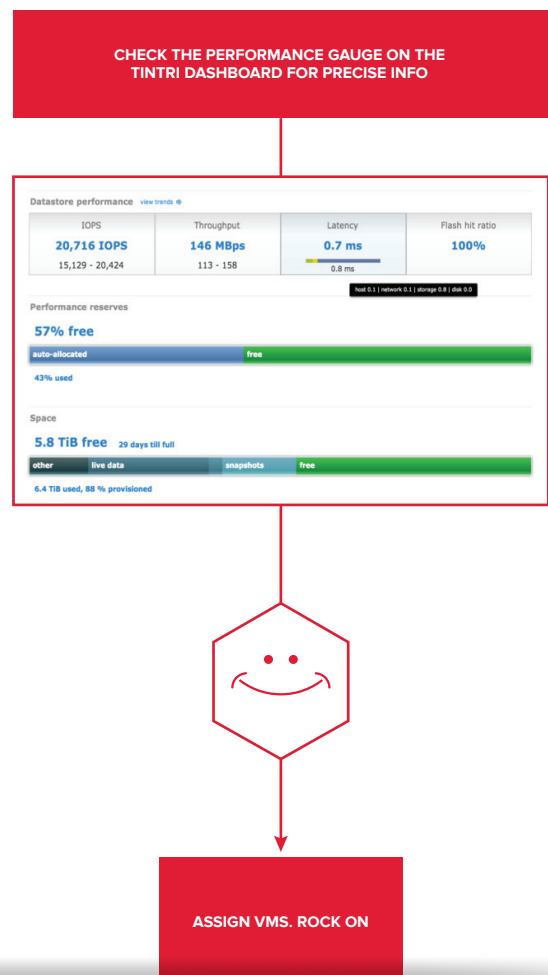 CHECK THE PERFORMANCE GAUGE ON THE
TINTRI DASHBOARD FOR PRECISE INFO
Datastore performance view trends
IOPS Throughput Latency Flash hit ratio
20,716 IOPS 146 MBps 0.7 ms 100%
15,129 - 20,424 113 - 158 0.8 ms
host 0.1 | network 0.1 | storage 0.8 | disk 0.0
Performance reserves
57% free
auto-allocated free
43% used
Space
5.8 TiB free 29 days till full
other live data snapshots free
6.4 TiB used, 88 % provisioned
ASSIGN VMS. ROCK ON